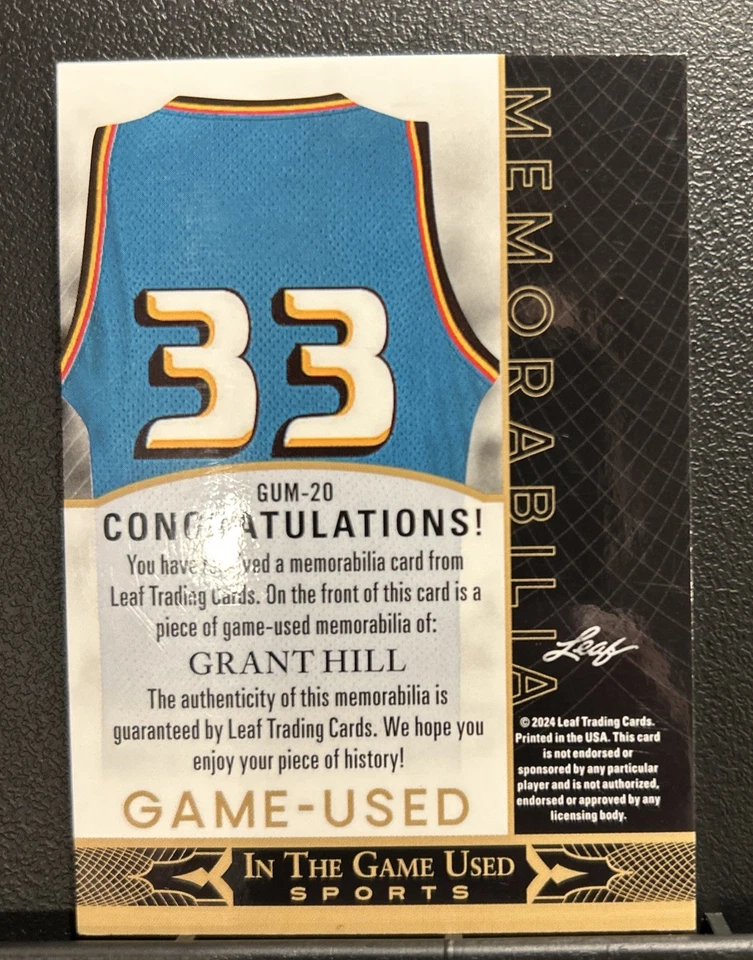 33
GUM-20
CONGRATULATIONS!
You have received a memorabilia card from
Leaf Trading Cards. On the front of this card is a
piece of game-used memorabilia of:
GRANT HILL
The authenticity of this memorabilia is
guaranteed by Leaf Trading Cards. We hope you
enjoy your piece of history!
GAME-USED
MEMORABILIA
Leaf
© 2024 Leaf Trading Cards.
Printed in the USA. This card
is not endorsed or
sponsored by any particular
player and is not authorized,
endorsed or approved by any
licensing body.
IN THE GAME USED
SPORTS